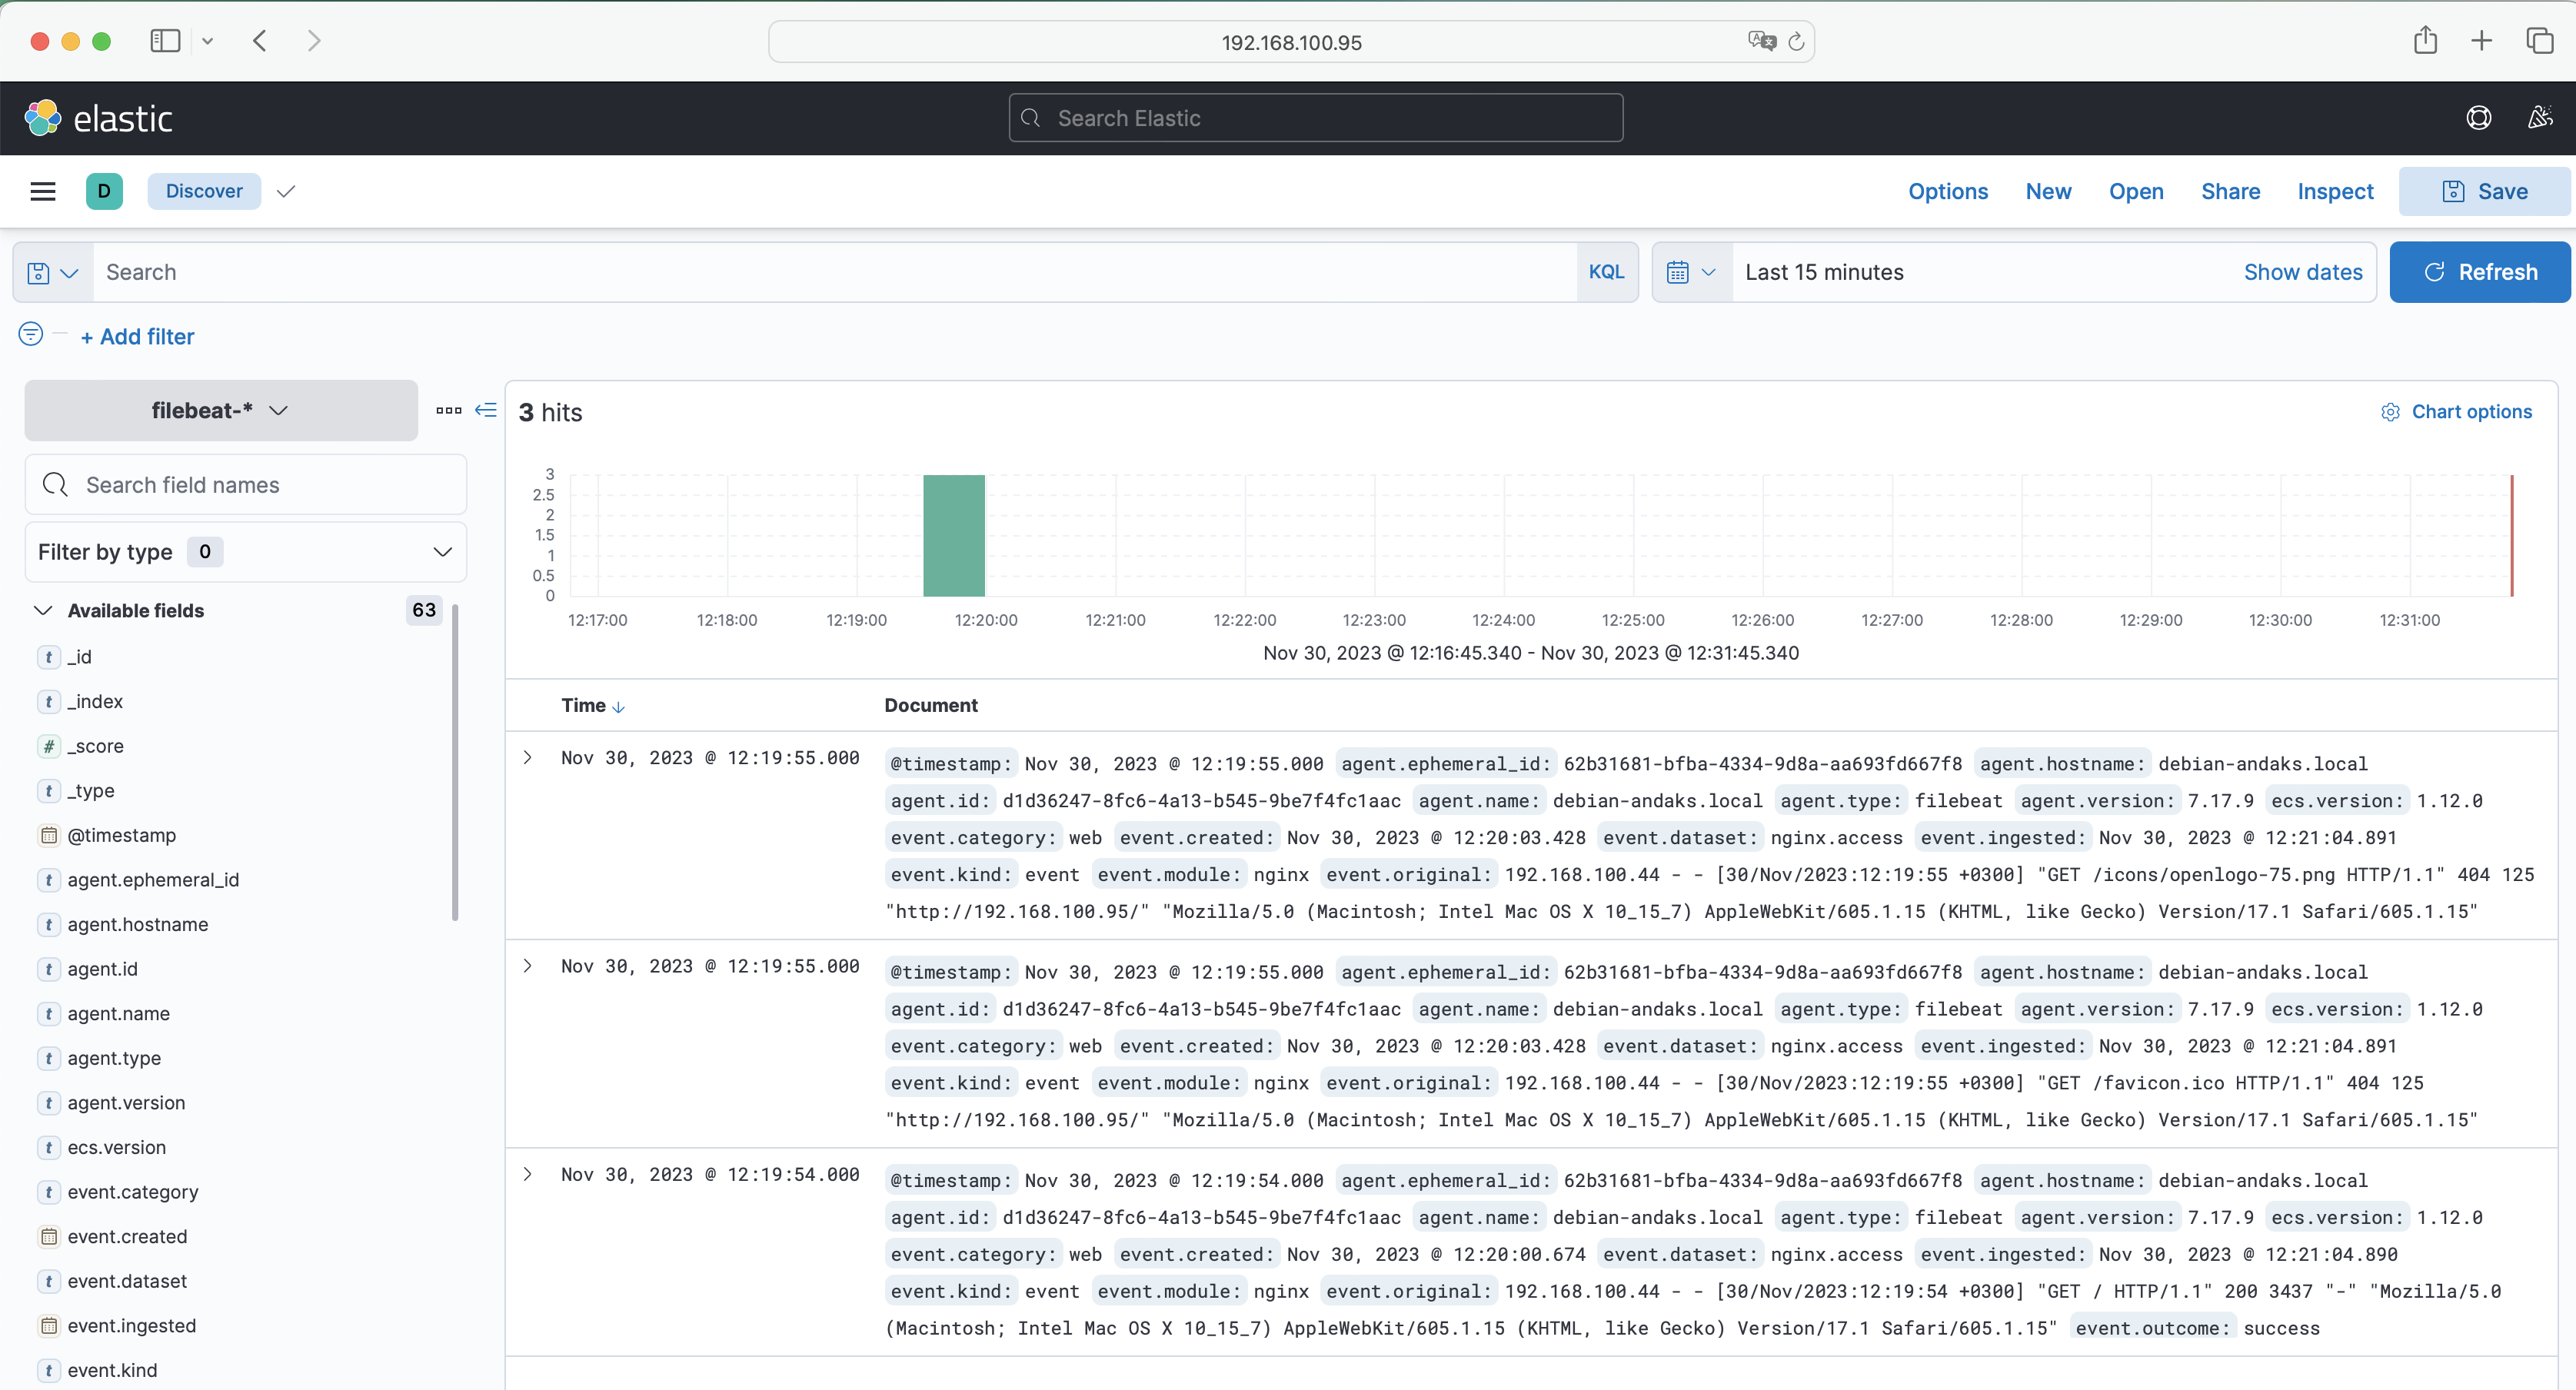 192.168.100.95
elastic
Search Elastic
D Discover
Options New Open Share Inspect Save
Search KQL Last 15 minutes Show dates Refresh
+ Add filter
filebeat-*
Search field names
Filter by type 0
Available fields 63
t _id
t _index
# _score
t _type
@timestamp
t agent.ephemeral_id
t agent.hostname
t agent.id
t agent.name
t agent.type
t agent.version
t ecs.version
t event.category
event.created
t event.dataset
event.ingested
t event.kind
3 hits
Chart options
3
2.5
2
1.5
1
0.5
0
12:17:00 12:18:00 12:19:00 12:20:00 12:21:00 12:22:00 12:23:00 12:24:00 12:25:00 12:26:00 12:27:00 12:28:00 12:29:00 12:30:00 12:31:00
Nov 30, 2023 @ 12:16:45.340 - Nov 30, 2023 @ 12:31:45.340
Time Document
Nov 30, 2023 @ 12:19:55.000 @timestamp: Nov 30, 2023 @ 12:19:55.000 agent.ephemeral_id: 62b31681-bfba-4334-9d8a-aa693fd667f8 agent.hostname: debian-andaks.local
agent.id: d1d36247-8fc6-4a13-b545-9be7f4fc1aac agent.name: debian-andaks.local agent.type: filebeat agent.version: 7.17.9 ecs.version: 1.12.0
event.category: web event.created: Nov 30, 2023 @ 12:20:03.428 event.dataset: nginx.access event.ingested: Nov 30, 2023 @ 12:21:04.891
event.kind: event event.module: nginx event.original: 192.168.100.44 - - [30/Nov/2023:12:19:55 +0300] "GET /icons/openlogo-75.png HTTP/1.1" 404 125
"http://192.168.100.95/" "Mozilla/5.0 (Macintosh; Intel Mac OS X 10_15_7) AppleWebKit/605.1.15 (KHTML, like Gecko) Version/17.1 Safari/605.1.15"
Nov 30, 2023 @ 12:19:55.000 @timestamp: Nov 30, 2023 @ 12:19:55.000 agent.ephemeral_id: 62b31681-bfba-4334-9d8a-aa693fd667f8 agent.hostname: debian-andaks.local
agent.id: d1d36247-8fc6-4a13-b545-9be7f4fc1aac agent.name: debian-andaks.local agent.type: filebeat agent.version: 7.17.9 ecs.version: 1.12.0
event.category: web event.created: Nov 30, 2023 @ 12:20:03.428 event.dataset: nginx.access event.ingested: Nov 30, 2023 @ 12:21:04.891
event.kind: event event.module: nginx event.original: 192.168.100.44 - - [30/Nov/2023:12:19:55 +0300] "GET /favicon.ico HTTP/1.1" 404 125
"http://192.168.100.95/" "Mozilla/5.0 (Macintosh; Intel Mac OS X 10_15_7) AppleWebKit/605.1.15 (KHTML, like Gecko) Version/17.1 Safari/605.1.15"
Nov 30, 2023 @ 12:19:54.000 @timestamp: Nov 30, 2023 @ 12:19:54.000 agent.ephemeral_id: 62b31681-bfba-4334-9d8a-aa693fd667f8 agent.hostname: debian-andaks.local
agent.id: d1d36247-8fc6-4a13-b545-9be7f4fc1aac agent.name: debian-andaks.local agent.type: filebeat agent.version: 7.17.9 ecs.version: 1.12.0
event.category: web event.created: Nov 30, 2023 @ 12:20:00.674 event.dataset: nginx.access event.ingested: Nov 30, 2023 @ 12:21:04.890
event.kind: event event.module: nginx event.original: 192.168.100.44 - - [30/Nov/2023:12:19:54 +0300] "GET / HTTP/1.1" 200 3437 "-" "Mozilla/5.0
(Macintosh; Intel Mac OS X 10_15_7) AppleWebKit/605.1.15 (KHTML, like Gecko) Version/17.1 Safari/605.1.15" event.outcome: success